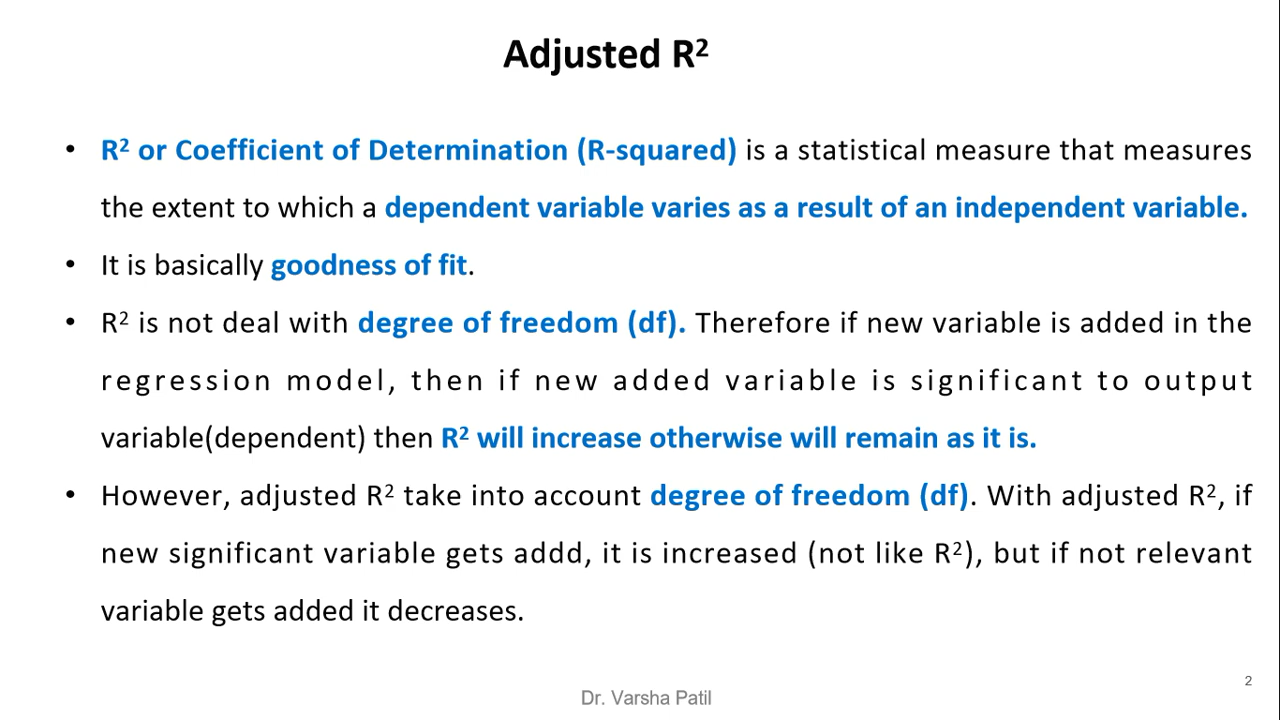 Adjusted R²
• R² or Coefficient of Determination (R-squared) is a statistical measure that measures
the extent to which a dependent variable varies as a result of an independent variable.
• It is basically goodness of fit.
• R² is not deal with degree of freedom (df). Therefore if new variable is added in the
regression model, then if new added variable is significant to output
variable(dependent) then R² will increase otherwise will remain as it is.
• However, adjusted R² take into account degree of freedom (df). With adjusted R², if
new significant variable gets addd, it is increased (not like R²), but if not relevant
variable gets added it decreases.
2
Dr. Varsha Patil